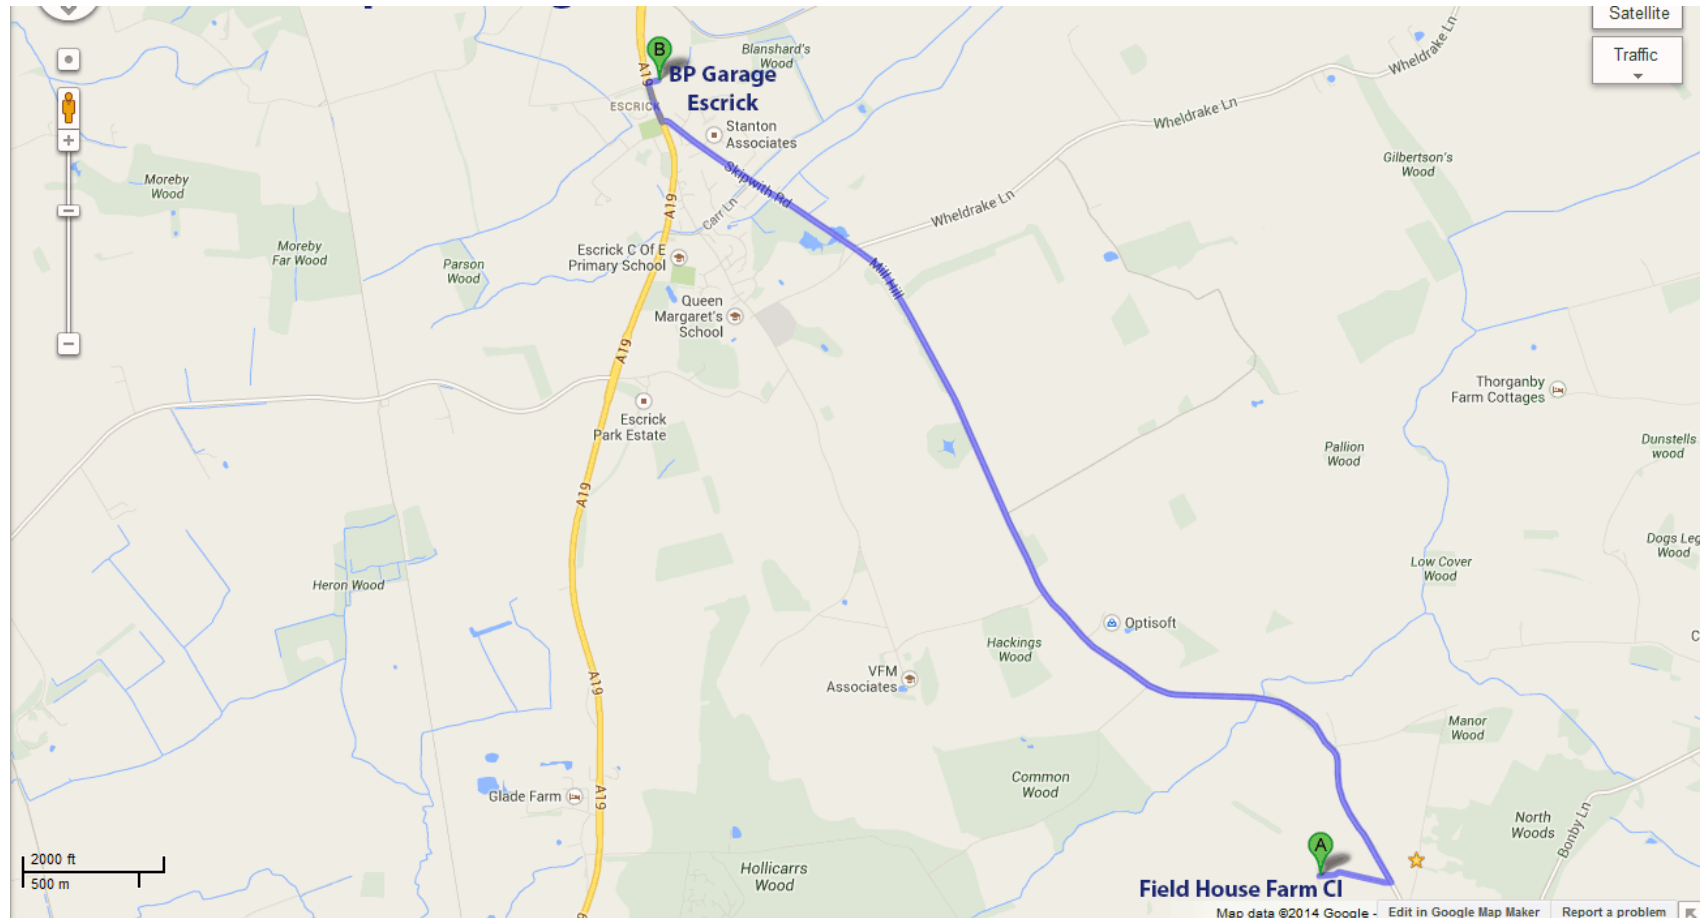 Satellite
Traffic
B
BP Garage
Escrick
A19
ESCRICK
Blanshard's
Wood
Wheldrake Ln
Wheldrake Ln
Stanton
Associates
Skipwith Rd
Gilbertson's
Wood
Moreby
Wood
Wheldrake Ln
A19
Carr Ln
Moreby
Far Wood
Parson
Wood
Escrick C Of E
Primary School
Mill Hill
Queen
Margaret's
School
A19
Thorganby
Farm Cottages
Escrick
Park Estate
Pallion
Wood
Dunstells
wood
A19
Dogs Leg
Wood
Low Cover
Wood
Heron Wood
Optisoft
Hackings
Wood
VFM
Associates
A19
Manor
Wood
Common
Wood
Glade Farm
A19
North
Woods
Bonby Ln
A
2000 ft
500 m
Hollicarrs
Wood
Field House Farm Cl
Map data ©2014 Google -
Edit in Google Map Maker
Report a problem